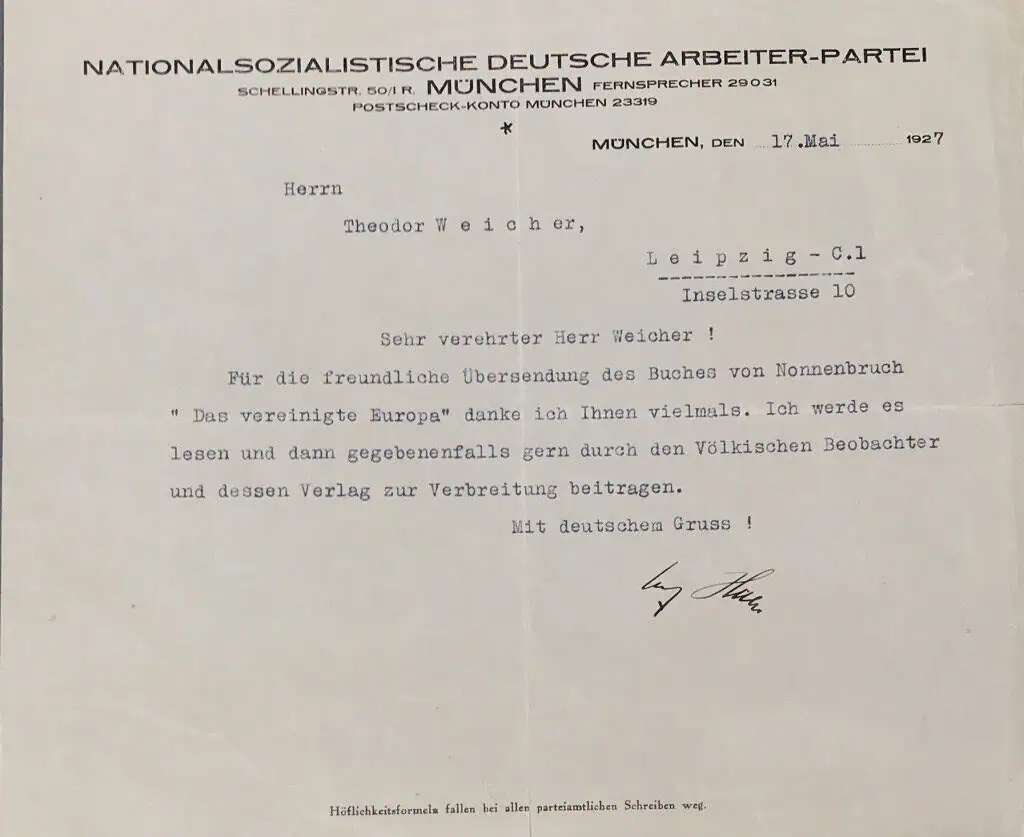 NATIONALSOZIALISTISCHE DEUTSCHE ARBEITER-PARTEI
SCHELLINGSTR. 50/I R. MÜNCHEN FERNSPRECHER 29031
POSTSCHECK-KONTO MÜNCHEN 23319
MÜNCHEN, DEN 17.Mai 1927
Herrn
Theodor W e i c h e r,
L e i p z i g - C.1
Inselstrasse 10
Sehr verehrter Herr Weicher !
Für die freundliche Übersendung des Buches von Nonnenbruch
" Das vereinigte Europa" danke ich Ihnen vielmals. Ich werde es
lesen und dann gegebenenfalls gern durch den Völkischen Beobachter
und dessen Verlag zur Verbreitung beitragen.
Mit deutschem Gruss !
Höflichkeitsformeln fallen bei allen parteiamtlichen Schreiben weg.